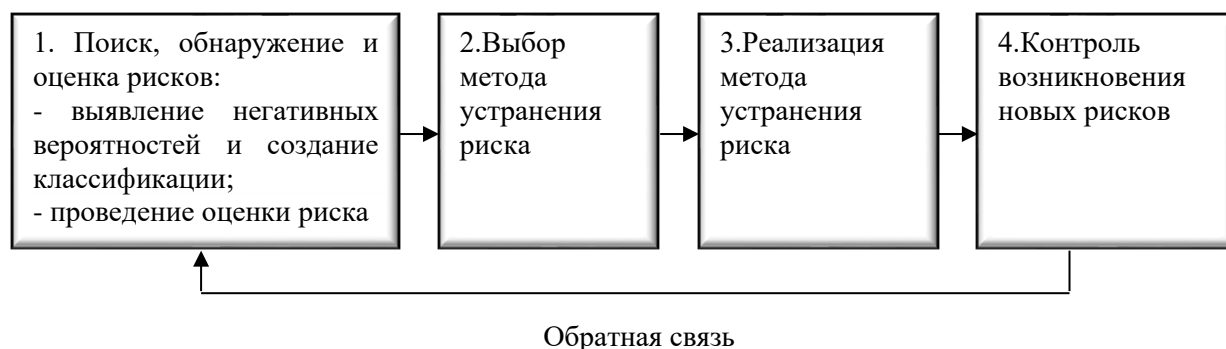 1. Поиск, обнаружение и
оценка рисков:
- выявление негативных
вероятностей и создание
классификации;
- проведение оценки риска
2.Выбор
метода
устранения
риска
3.Реализация
метода
устранения
риска
4.Контроль
возникновения
новых рисков
Обратная связь